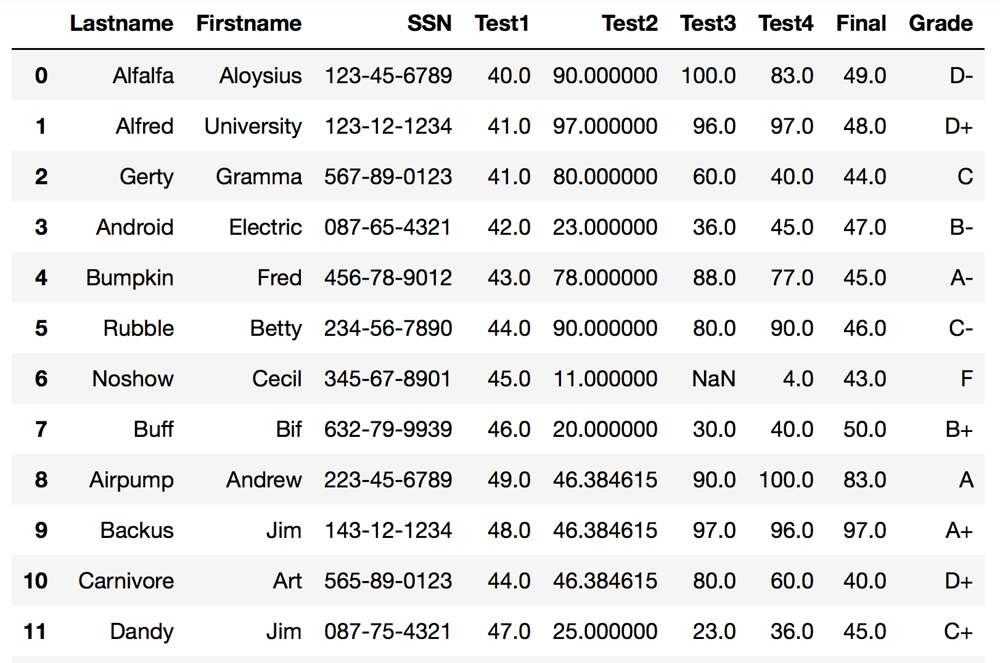 Lastname Firstname SSN Test1 Test2 Test3 Test4 Final Grade
0 Alfalfa Aloysius 123-45-6789 40.0 90.000000 100.0 83.0 49.0 D-
1 Alfred University 123-12-1234 41.0 97.000000 96.0 97.0 48.0 D+
2 Gerty Gramma 567-89-0123 41.0 80.000000 60.0 40.0 44.0 C
3 Android Electric 087-65-4321 42.0 23.000000 36.0 45.0 47.0 B-
4 Bumpkin Fred 456-78-9012 43.0 78.000000 88.0 77.0 45.0 A-
5 Rubble Betty 234-56-7890 44.0 90.000000 80.0 90.0 46.0 C-
6 Noshow Cecil 345-67-8901 45.0 11.000000 NaN 4.0 43.0 F
7 Buff Bif 632-79-9939 46.0 20.000000 30.0 40.0 50.0 B+
8 Airpump Andrew 223-45-6789 49.0 46.384615 90.0 100.0 83.0 A
9 Backus Jim 143-12-1234 48.0 46.384615 97.0 96.0 97.0 A+
10 Carnivore Art 565-89-0123 44.0 46.384615 80.0 60.0 40.0 D+
11 Dandy Jim 087-75-4321 47.0 25.000000 23.0 36.0 45.0 C+